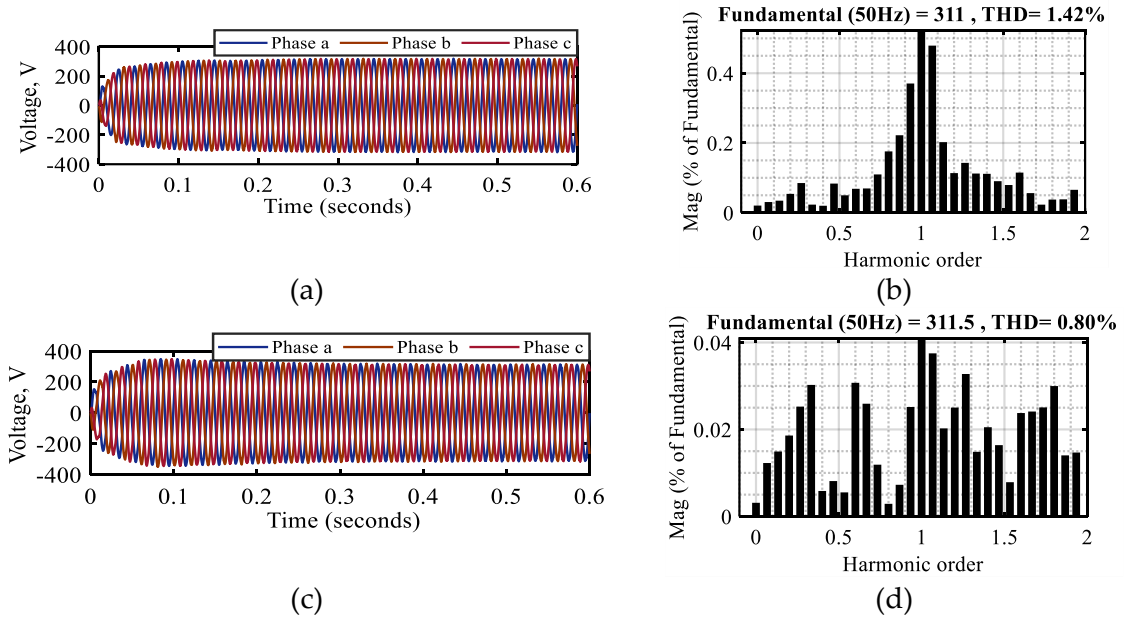 Phase a Phase b Phase c
Voltage, V
400
200
0
-200
-400
0 0.1 0.2 0.3 0.4 0.5 0.6
Time (seconds)
(a)
Fundamental (50Hz) = 311 , THD= 1.42%
Mag (% of Fundamental)
0.4
0.2
0
0 0.5 1 1.5 2
Harmonic order
(b)
Phase a Phase b Phase c
Voltage, V
400
200
0
-200
-400
0 0.1 0.2 0.3 0.4 0.5 0.6
Time (seconds)
(c)
Fundamental (50Hz) = 311.5 , THD= 0.80%
Mag (% of Fundamental)
0.04
0.02
0
0 0.5 1 1.5 2
Harmonic order
(d)